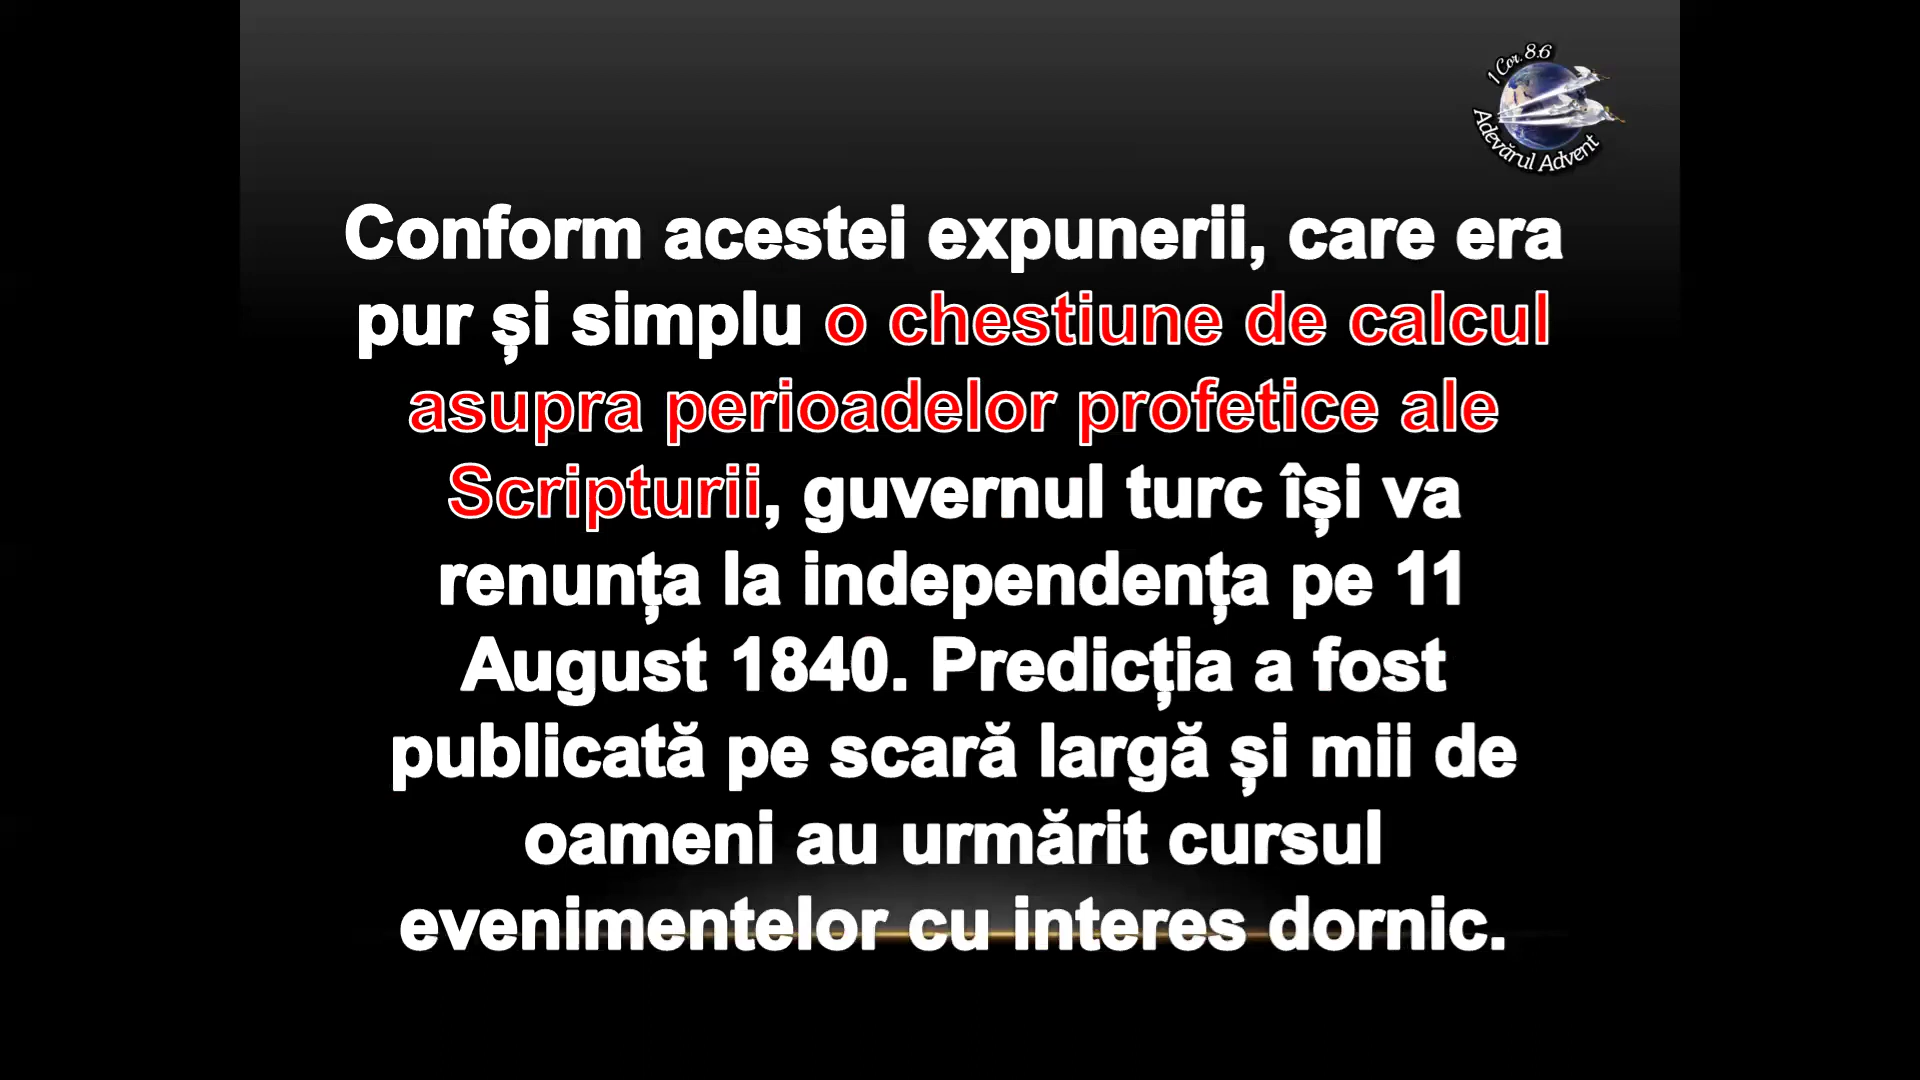 1 Cor. 8:6
Adevărul Advent
Conform acestei expunerii, care era
pur și simplu o chestiune de calcul
asupra perioadelor profetice ale
Scripturii, guvernul turc își va
renunța la independența pe 11
August 1840. Predicția a fost
publicată pe scară largă și mii de
oameni au urmărit cursul
evenimentelor cu interes dornic.